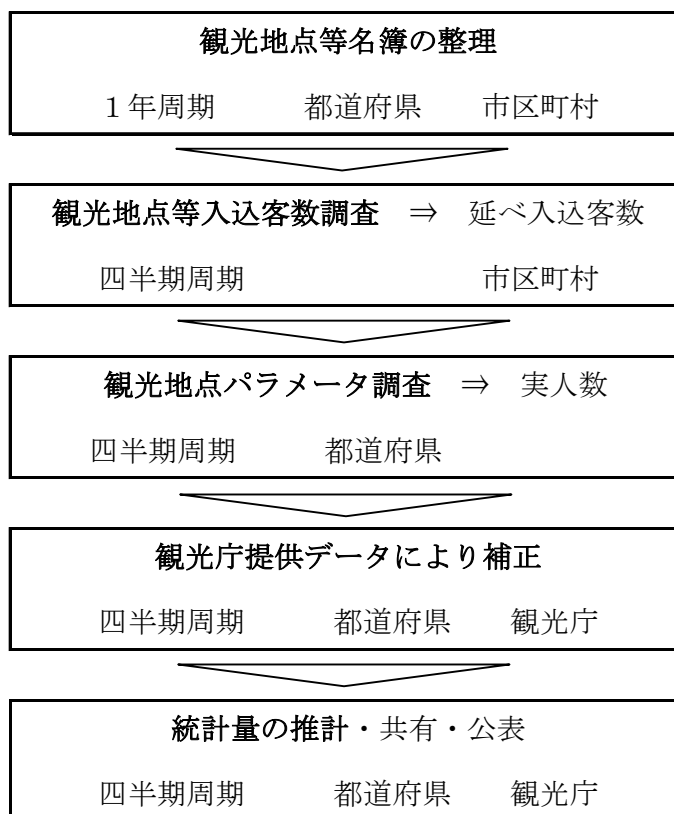 観光地点等名簿の整理
１年周期　都道府県　市区町村
観光地点等入込客数調査　⇒　延べ入込客数
四半期周期　市区町村
観光地点パラメータ調査　⇒　実人数
四半期周期　都道府県
観光庁提供データにより補正
四半期周期　都道府県　観光庁
統計量の推計・共有・公表
四半期周期　都道府県　観光庁